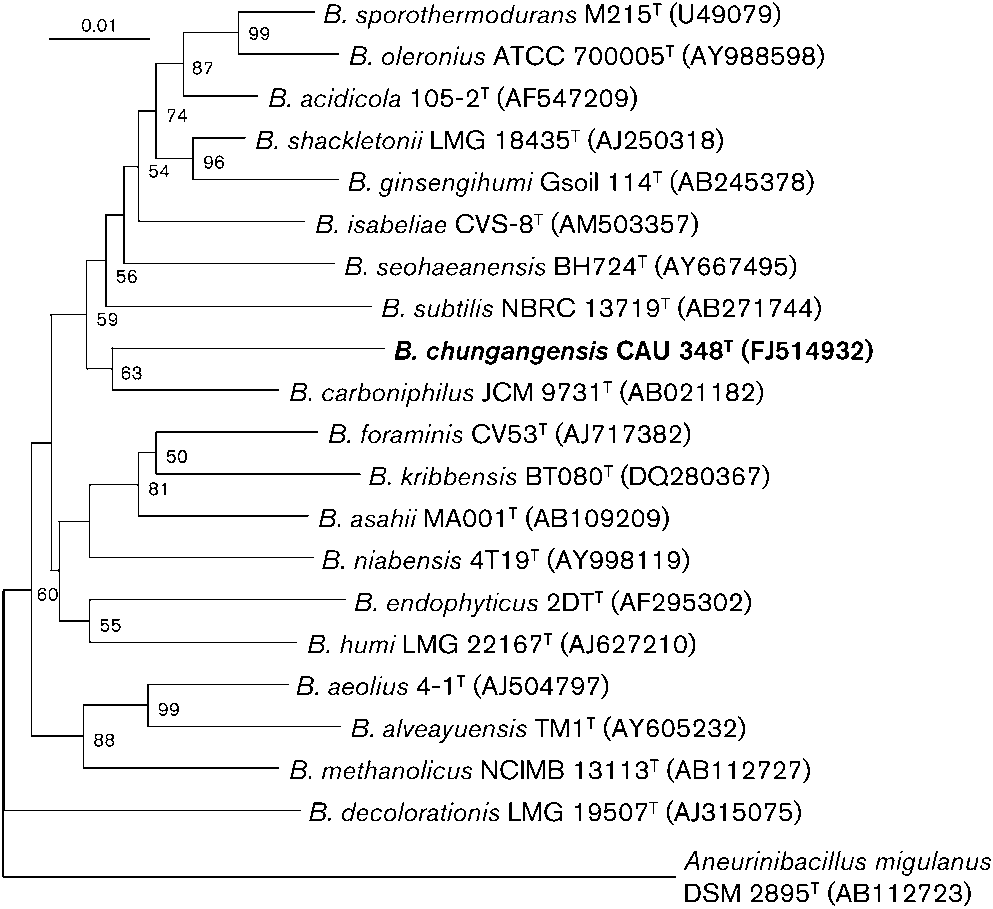 0.01
B. sporothermodurans M215ᵀ (U49079)
99
B. oleronius ATCC 700005ᵀ (AY988598)
87
B. acidicola 105-2ᵀ (AF547209)
74
B. shackletonii LMG 18435ᵀ (AJ250318)
96
54
B. ginsengihumi Gsoil 114ᵀ (AB245378)
B. isabeliae CVS-8ᵀ (AM503357)
B. seohaeanensis BH724ᵀ (AY667495)
56
B. subtilis NBRC 13719ᵀ (AB271744)
59
B. chungangensis CAU 348ᵀ (FJ514932)
63
B. carboniphilus JCM 9731ᵀ (AB021182)
B. foraminis CV53ᵀ (AJ717382)
50
B. kribbensis BT080ᵀ (DQ280367)
81
B. asahii MA001ᵀ (AB109209)
B. niabensis 4T19ᵀ (AY998119)
60
B. endophyticus 2DTᵀ (AF295302)
55
B. humi LMG 22167ᵀ (AJ627210)
B. aeolius 4-1ᵀ (AJ504797)
99
B. alveayuensis TM1ᵀ (AY605232)
88
B. methanolicus NCIMB 13113ᵀ (AB112727)
B. decolorationis LMG 19507ᵀ (AJ315075)
Aneurinibacillus migulanus
DSM 2895ᵀ (AB112723)